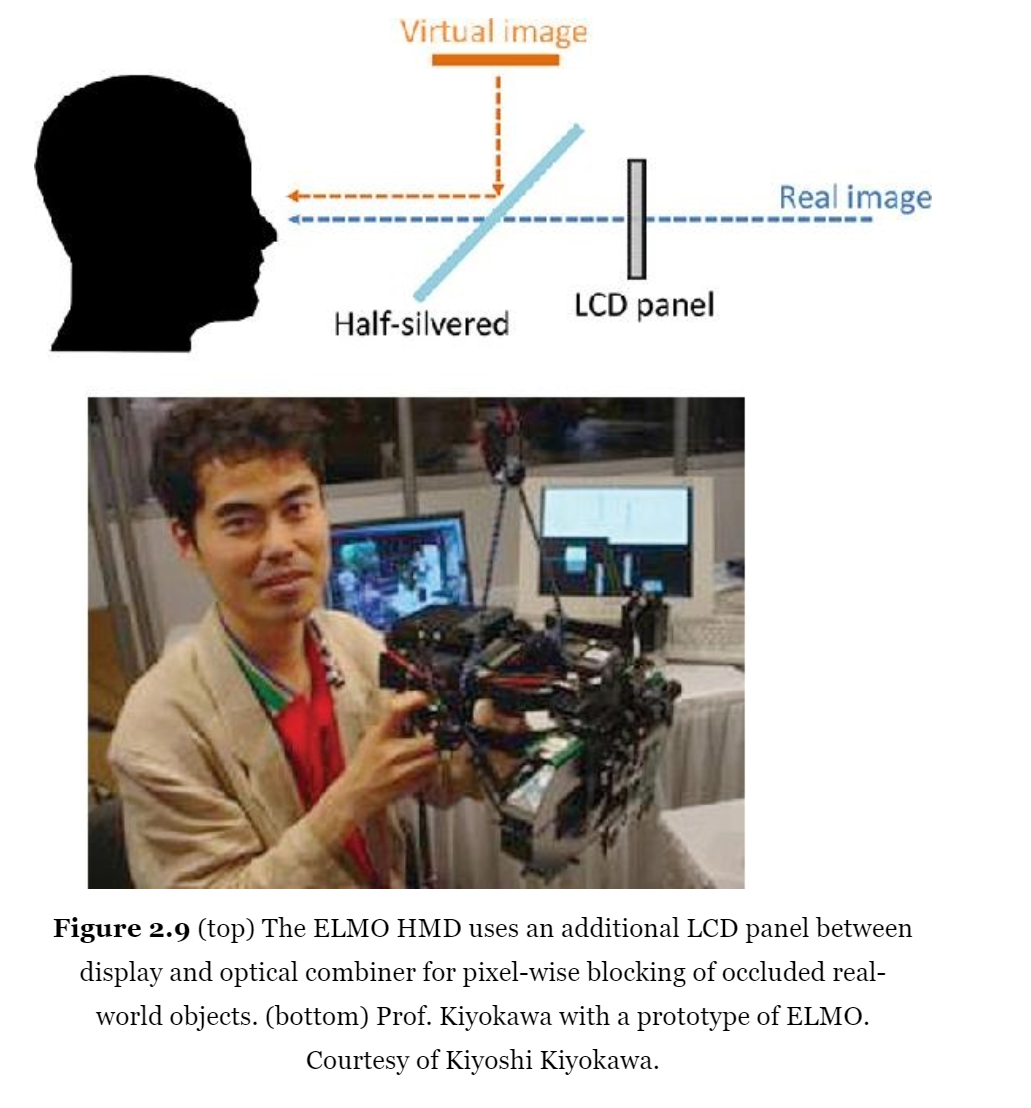 Virtual image
Real image
LCD panel
Half-silvered
Figure 2.9 (top) The ELMO HMD uses an additional LCD panel between
display and optical combiner for pixel-wise blocking of occluded real-
world objects. (bottom) Prof. Kiyokawa with a prototype of ELMO.
Courtesy of Kiyoshi Kiyokawa.